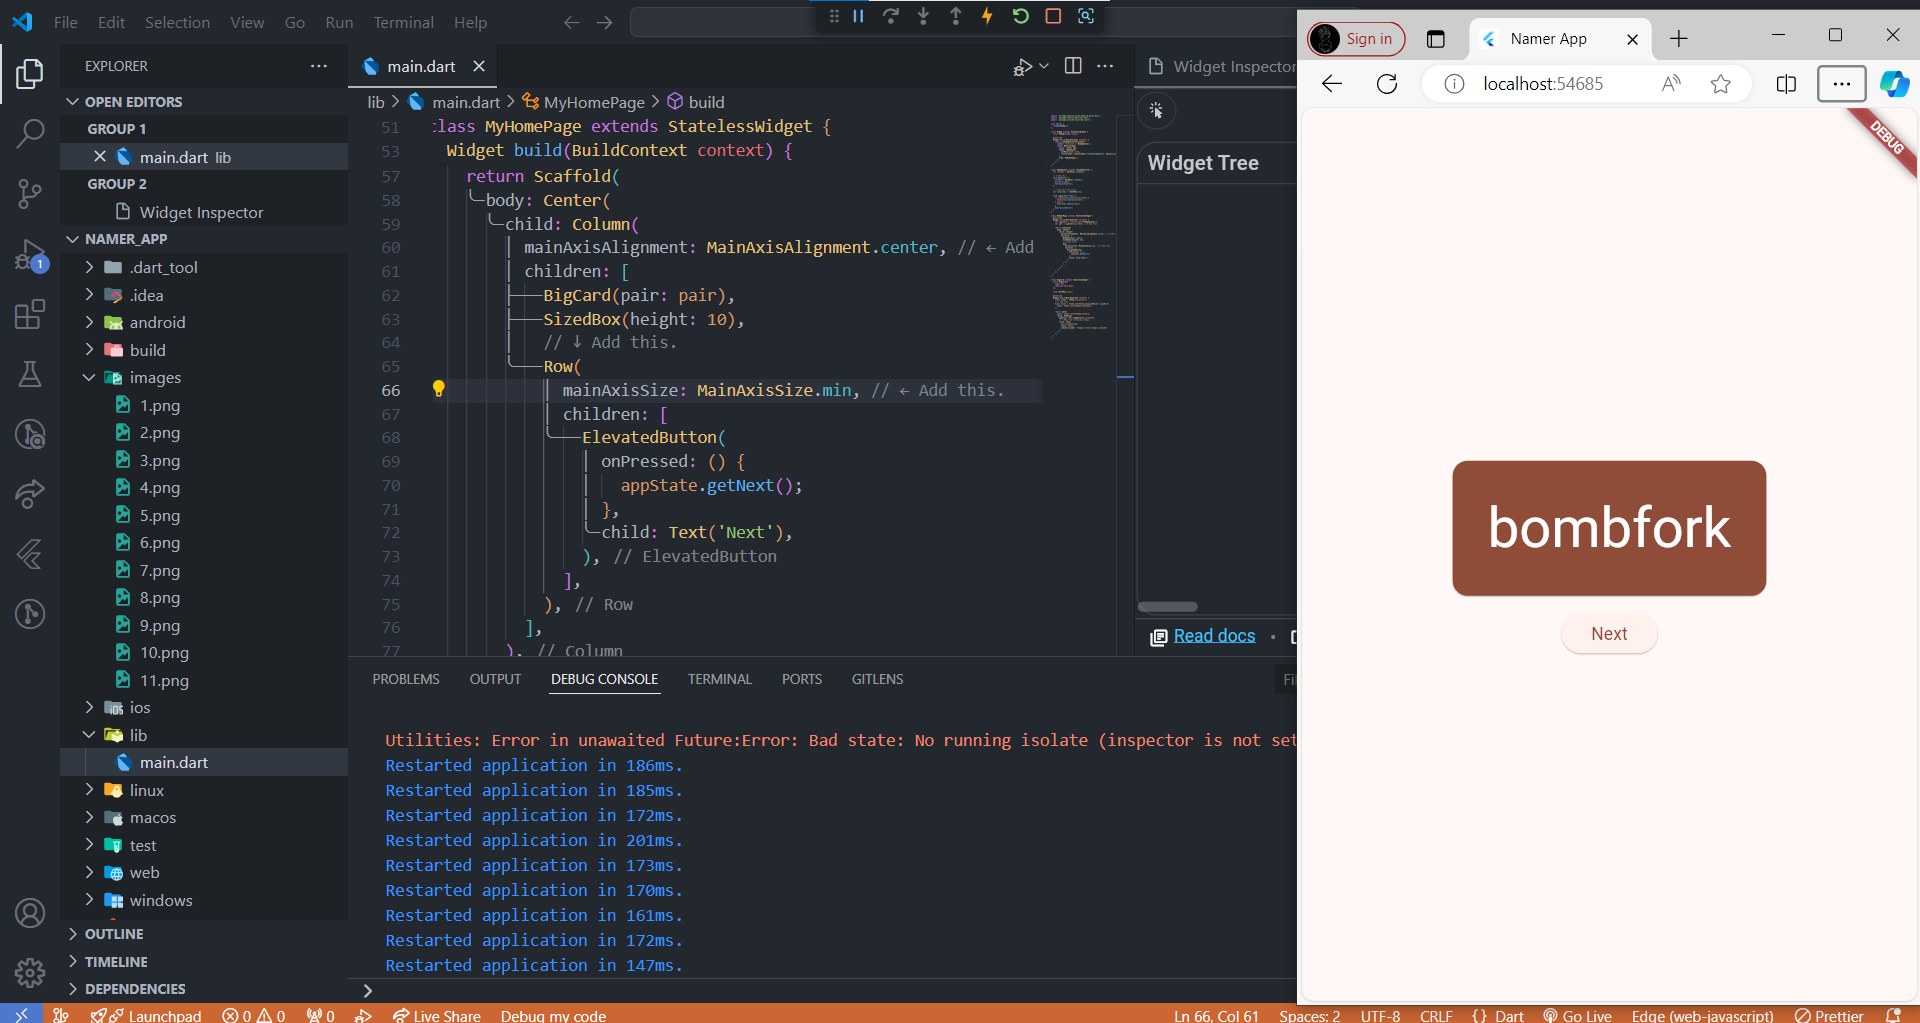 File Edit Selection View Go Run Terminal Help
EXPLORER
OPEN EDITORS
GROUP 1
main.dart lib
GROUP 2
Widget Inspector
NAMER_APP
.dart_tool
.idea
android
build
images
1.png
2.png
3.png
4.png
5.png
6.png
7.png
8.png
9.png
10.png
11.png
ios
lib
main.dart
linux
macos
test
web
windows
OUTLINE
TIMELINE
DEPENDENCIES
1
main.dart
lib > main.dart > MyHomePage > build
51 class MyHomePage extends StatelessWidget {
53 Widget build(BuildContext context) {
57 return Scaffold(
58 body: Center(
59 child: Column(
60 mainAxisAlignment: MainAxisAlignment.center, // ← Add
61 children: [
62 BigCard(pair: pair),
63 SizedBox(height: 10),
64 // ↓ Add this.
65 Row(
66 mainAxisSize: MainAxisSize.min, // ← Add this.
67 children: [
68 ElevatedButton(
69 onPressed: () {
70 appState.getNext();
71 },
72 child: Text('Next'),
73 ), // ElevatedButton
74 ],
75 ), // Row
76 ],
77 ), // Column
Widget Inspector
Widget Tree
Read docs
PROBLEMS OUTPUT DEBUG CONSOLE TERMINAL PORTS GITLENS
Fi
Utilities: Error in unawaited Future:Error: Bad state: No running isolate (inspector is not set
Restarted application in 186ms.
Restarted application in 185ms.
Restarted application in 172ms.
Restarted application in 201ms.
Restarted application in 173ms.
Restarted application in 170ms.
Restarted application in 161ms.
Restarted application in 172ms.
Restarted application in 147ms.
Launchpad 0 0 0 Live Share Debug my code Ln 66, Col 61 Spaces: 2 UTF-8 CRLF {} Dart Go Live Edge (web-javascript) Prettier
Sign in
Namer App
localhost:54685
DEBUG
bombfork
Next